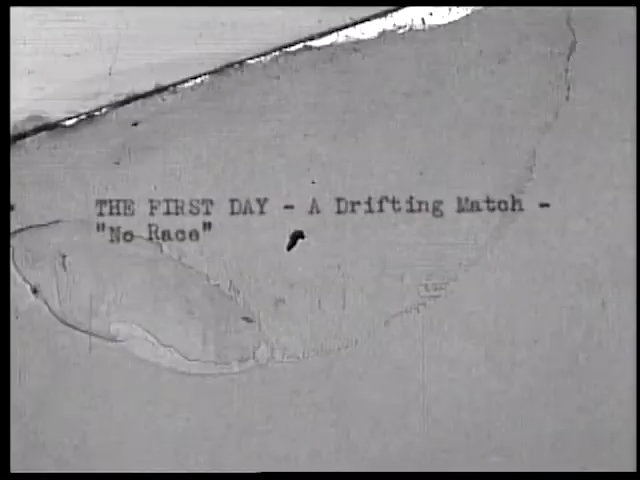 THE FIRST DAY - A Drifting Match -
"No Race"